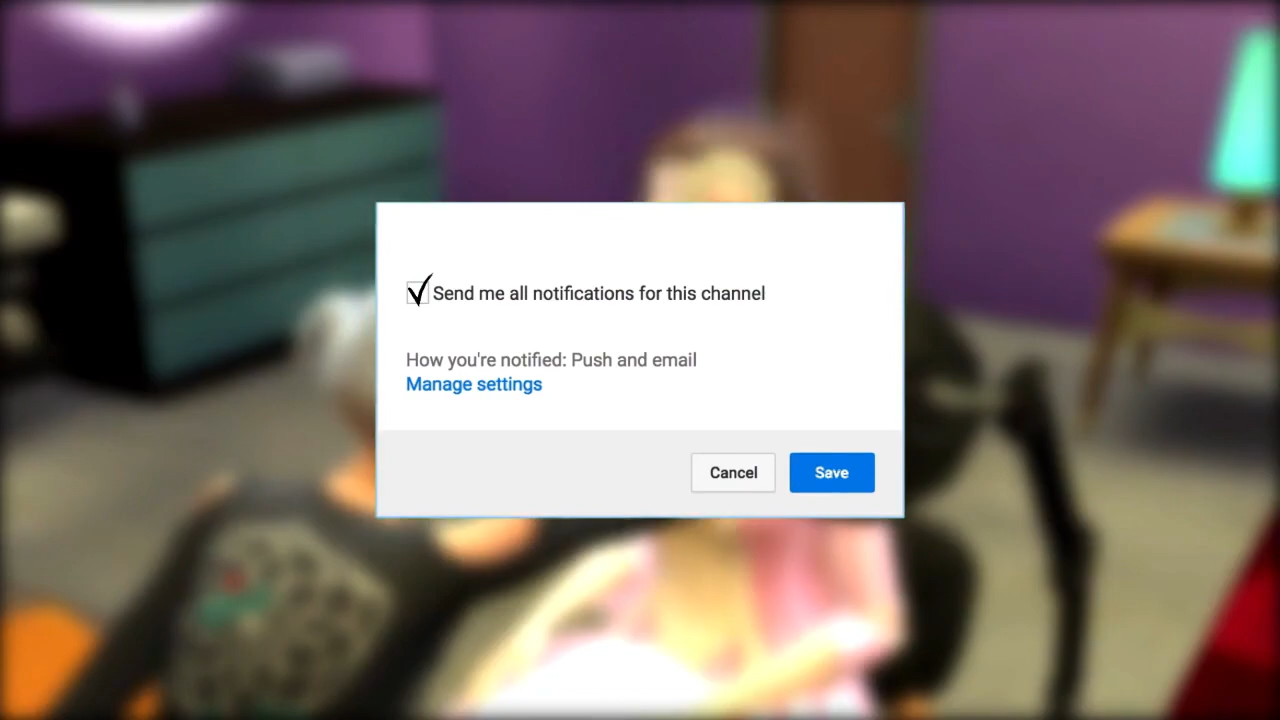 Send me all notifications for this channel
How you're notified: Push and email
Manage settings
Cancel Save